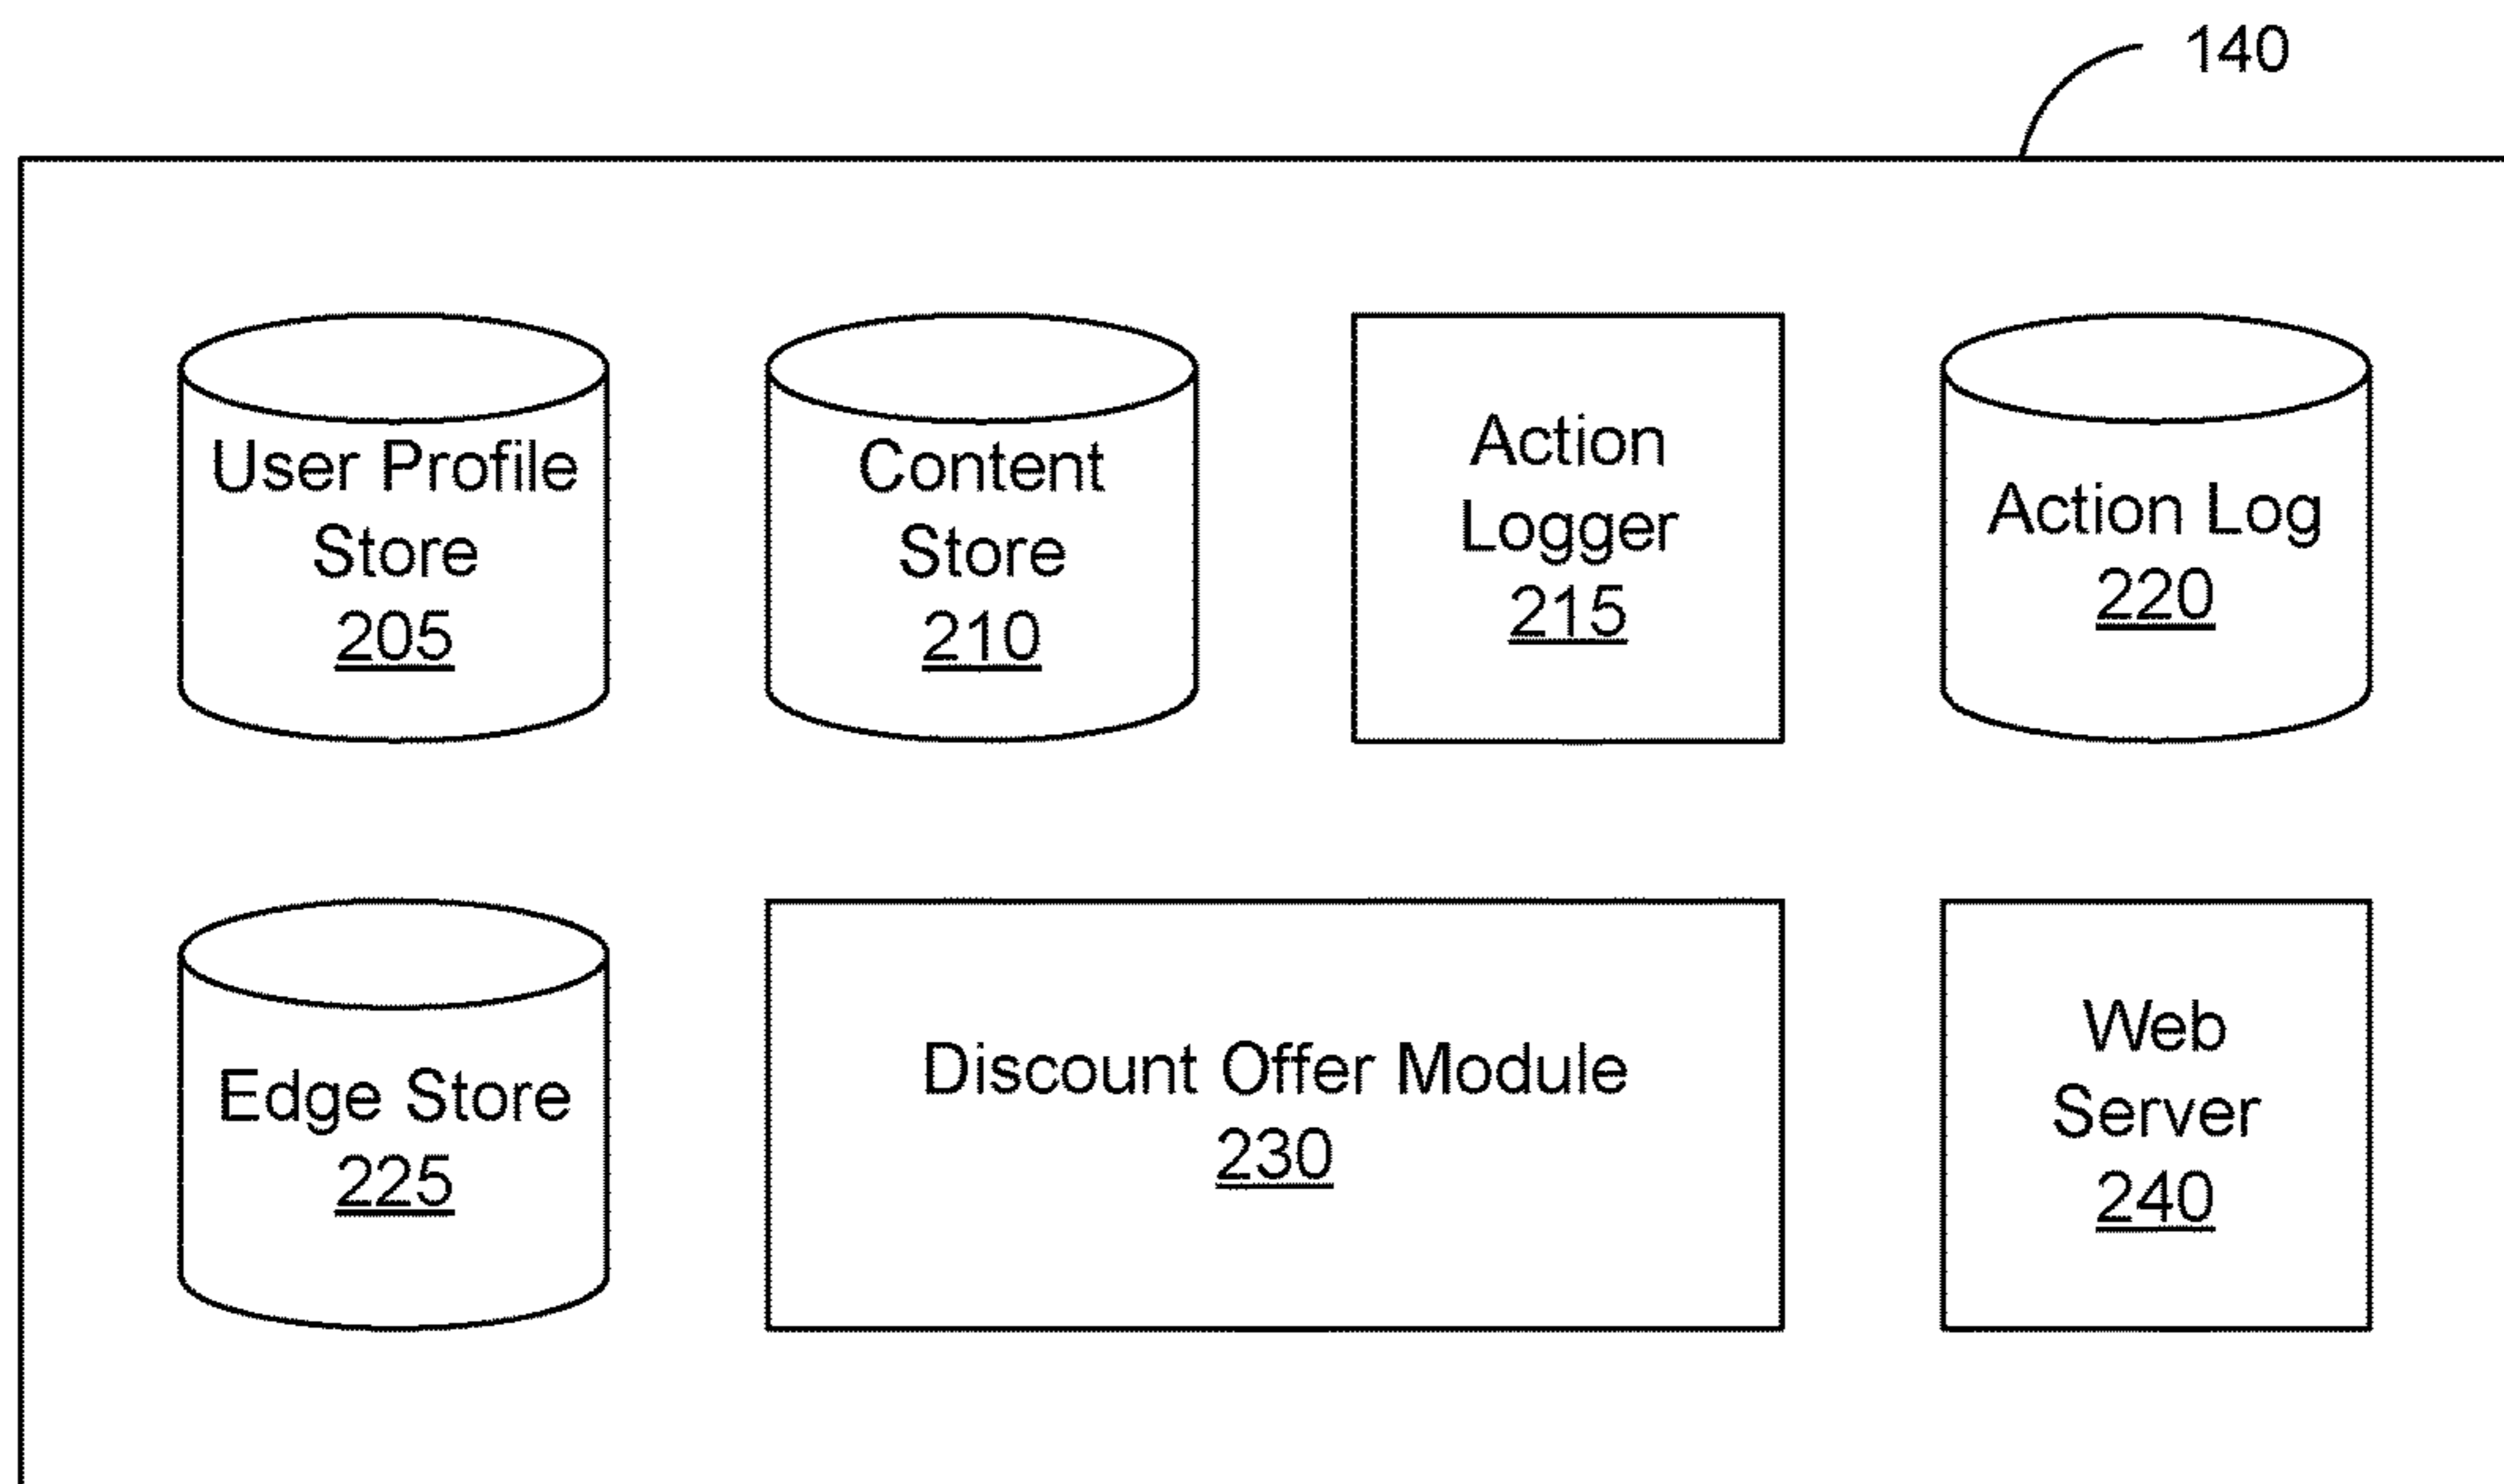 140
User Profile
Store
205
Content
Store
210
Action
Logger
215
Action Log
220
Edge Store
225
Discount Offer Module
230
Web
Server
240